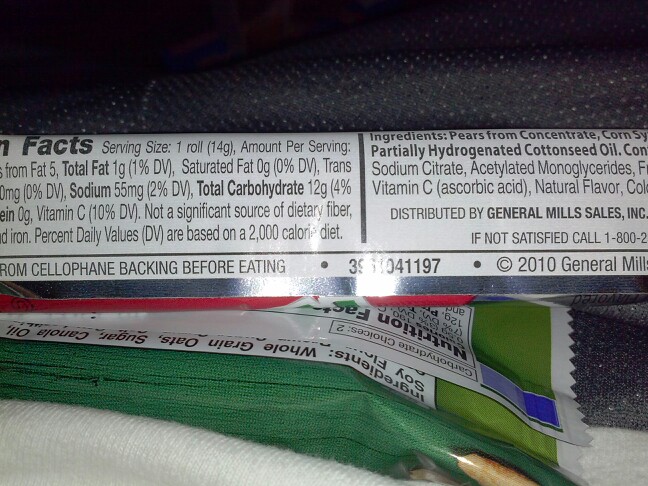 n Facts Serving Size: 1 roll (14g), Amount Per Serving:
s from Fat 5, Total Fat 1g (1% DV), Saturated Fat 0g (0% DV), Trans
0mg (0% DV), Sodium 55mg (2% DV), Total Carbohydrate 12g (4%
ein 0g, Vitamin C (10% DV). Not a significant source of dietary fiber,
nd iron. Percent Daily Values (DV) are based on a 2,000 calorie diet.
Ingredients: Pears from Concentrate, Corn Sy
Partially Hydrogenated Cottonseed Oil. Con
Sodium Citrate, Acetylated Monoglycerides, Fr
Vitamin C (ascorbic acid), Natural Flavor, Colo
DISTRIBUTED BY GENERAL MILLS SALES, INC.
IF NOT SATISFIED CALL 1-800-2
ROM CELLOPHANE BACKING BEFORE EATING • 39 1041197 • © 2010 General Mills
Nutrition Facts
Carbohydrate Choices: 2
Ingredients: Whole Grain Oats, Sugar, Canola Oil,
Soy Flour